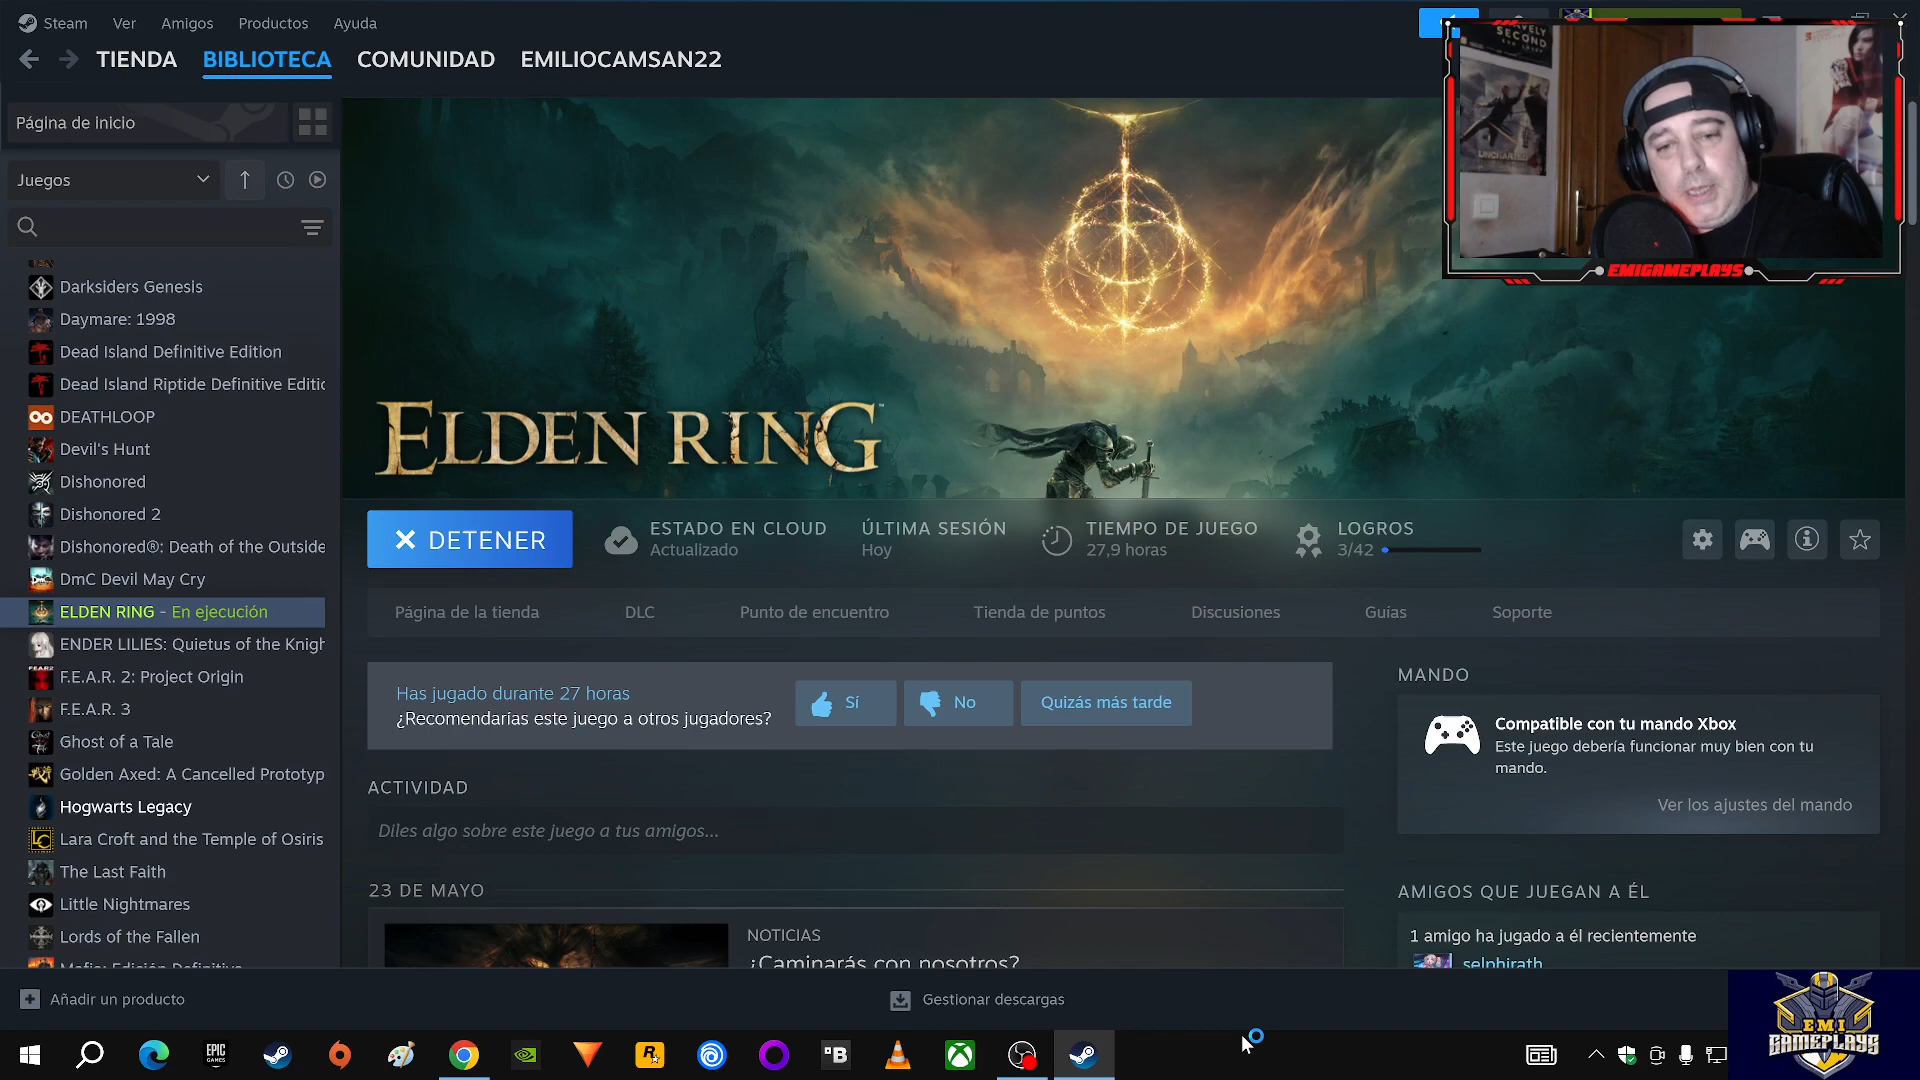 Steam Ver Amigos Productos Ayuda
TIENDA BIBLIOTECA COMUNIDAD EMILIOCAMSAN22
Página de inicio
Juegos
Darksiders Genesis
Daymare: 1998
Dead Island Definitive Edition
Dead Island Riptide Definitive Editic
DEATHLOOP
Devil's Hunt
Dishonored
Dishonored 2
Dishonored®: Death of the Outside
DmC Devil May Cry
ELDEN RING - En ejecución
ENDER LILIES: Quietus of the Knigh
F.E.A.R. 2: Project Origin
F.E.A.R. 3
Ghost of a Tale
Golden Axed: A Cancelled Prototyp
Hogwarts Legacy
Lara Croft and the Temple of Osiris
The Last Faith
Little Nightmares
Lords of the Fallen
Mafia: Edición Definitiva
Añadir un producto
ELDEN RING
DETENER
ESTADO EN CLOUD
Actualizado
ÚLTIMA SESIÓN
Hoy
TIEMPO DE JUEGO
27,9 horas
LOGROS
3/42
Página de la tienda DLC Punto de encuentro Tienda de puntos Discusiones Guías Soporte
Has jugado durante 27 horas
¿Recomendarías este juego a otros jugadores?
Sí
No
Quizás más tarde
ACTIVIDAD
Diles algo sobre este juego a tus amigos...
23 DE MAYO
NOTICIAS
¿Caminarás con nosotros?
MANDO
Compatible con tu mando Xbox
Este juego debería funcionar muy bien con tu
mando.
Ver los ajustes del mando
AMIGOS QUE JUEGAN A ÉL
1 amigo ha jugado a él recientemente
selphirath
Gestionar descargas
SECOND
UNCHARTED
EMIGAMEPLAYS
EPIC
GAMES
R
B
EMI
GAMEPLAYS